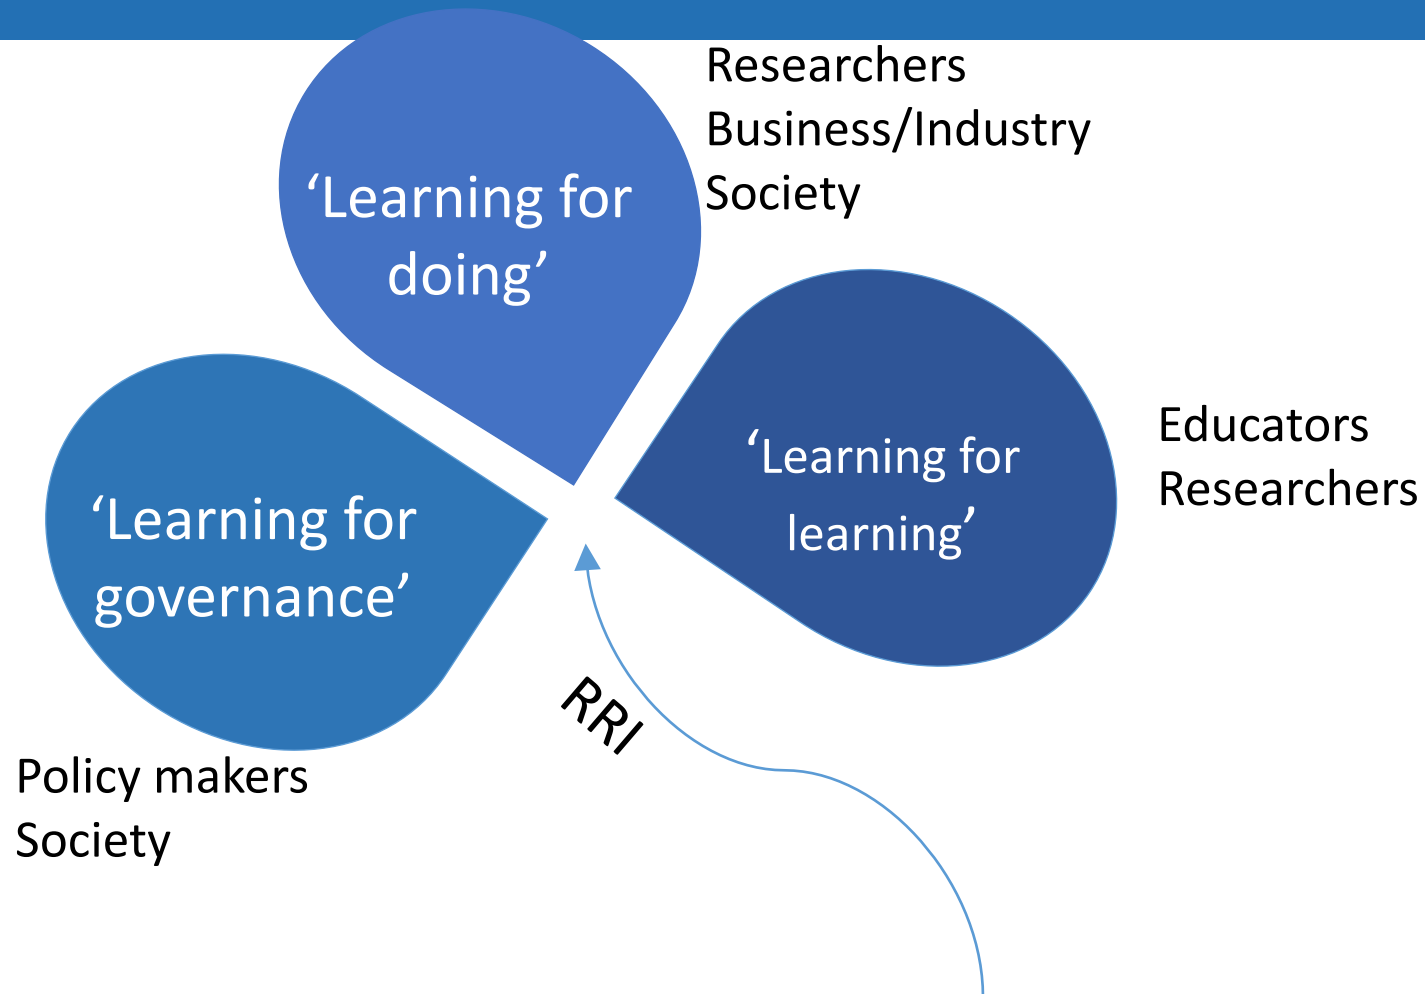 Researchers
Business/Industry
Society
‘Learning for
doing’
‘Learning for
learning’
Educators
Researchers
‘Learning for
governance’
Policy makers
Society
RRI